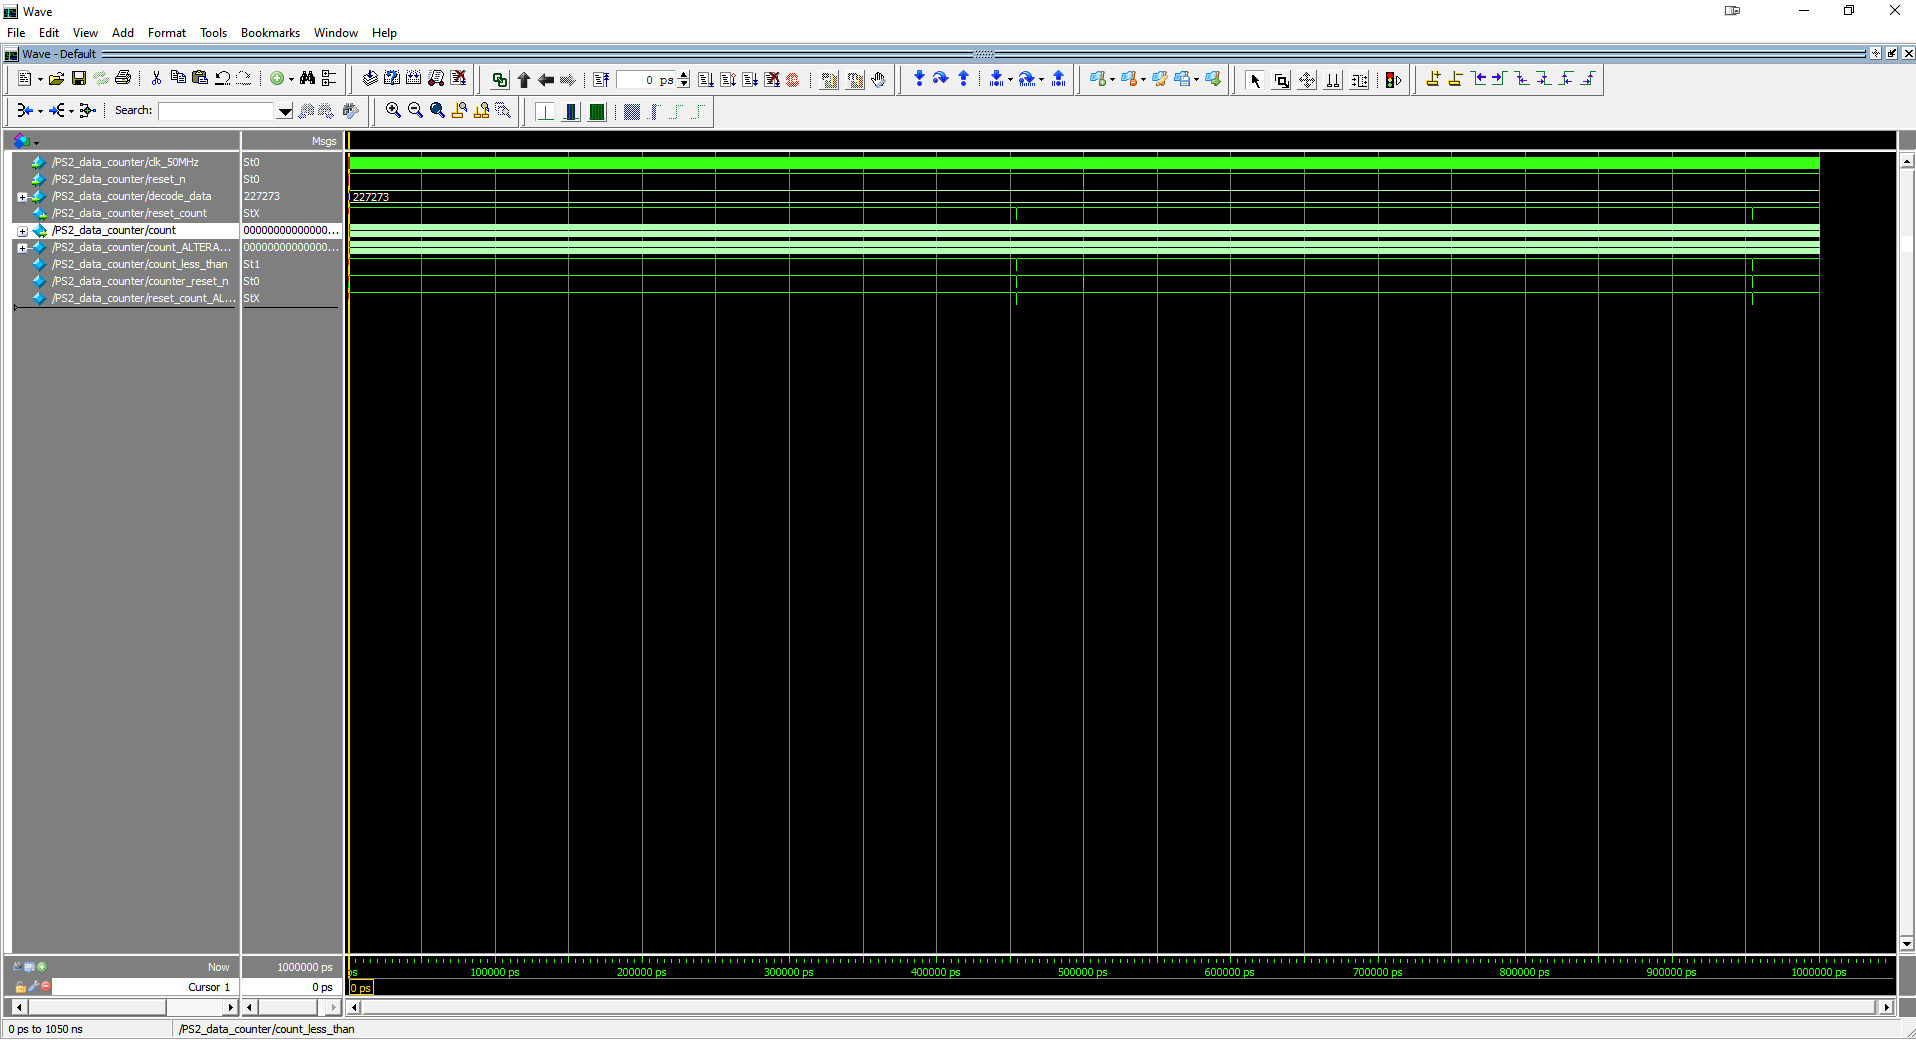 Wave
File Edit View Add Format Tools Bookmarks Window Help
Wave - Default
0 ps
Search:
Msgs
/PS2_data_counter/clk_50MHz St0
/PS2_data_counter/reset_n St0
/PS2_data_counter/decode_data 227273 227273
/PS2_data_counter/reset_count StX
/PS2_data_counter/count 00000000000000...
/PS2_data_counter/count_ALTERA... 00000000000000...
/PS2_data_counter/count_less_than St1
/PS2_data_counter/counter_reset_n St0
/PS2_data_counter/reset_count_AL... StX
Now 1000000 ps ps 100000 ps 200000 ps 300000 ps 400000 ps 500000 ps 600000 ps 700000 ps 800000 ps 900000 ps 1000000 ps
Cursor 1 0 ps 0 ps
0 ps to 1050 ns /PS2_data_counter/count_less_than